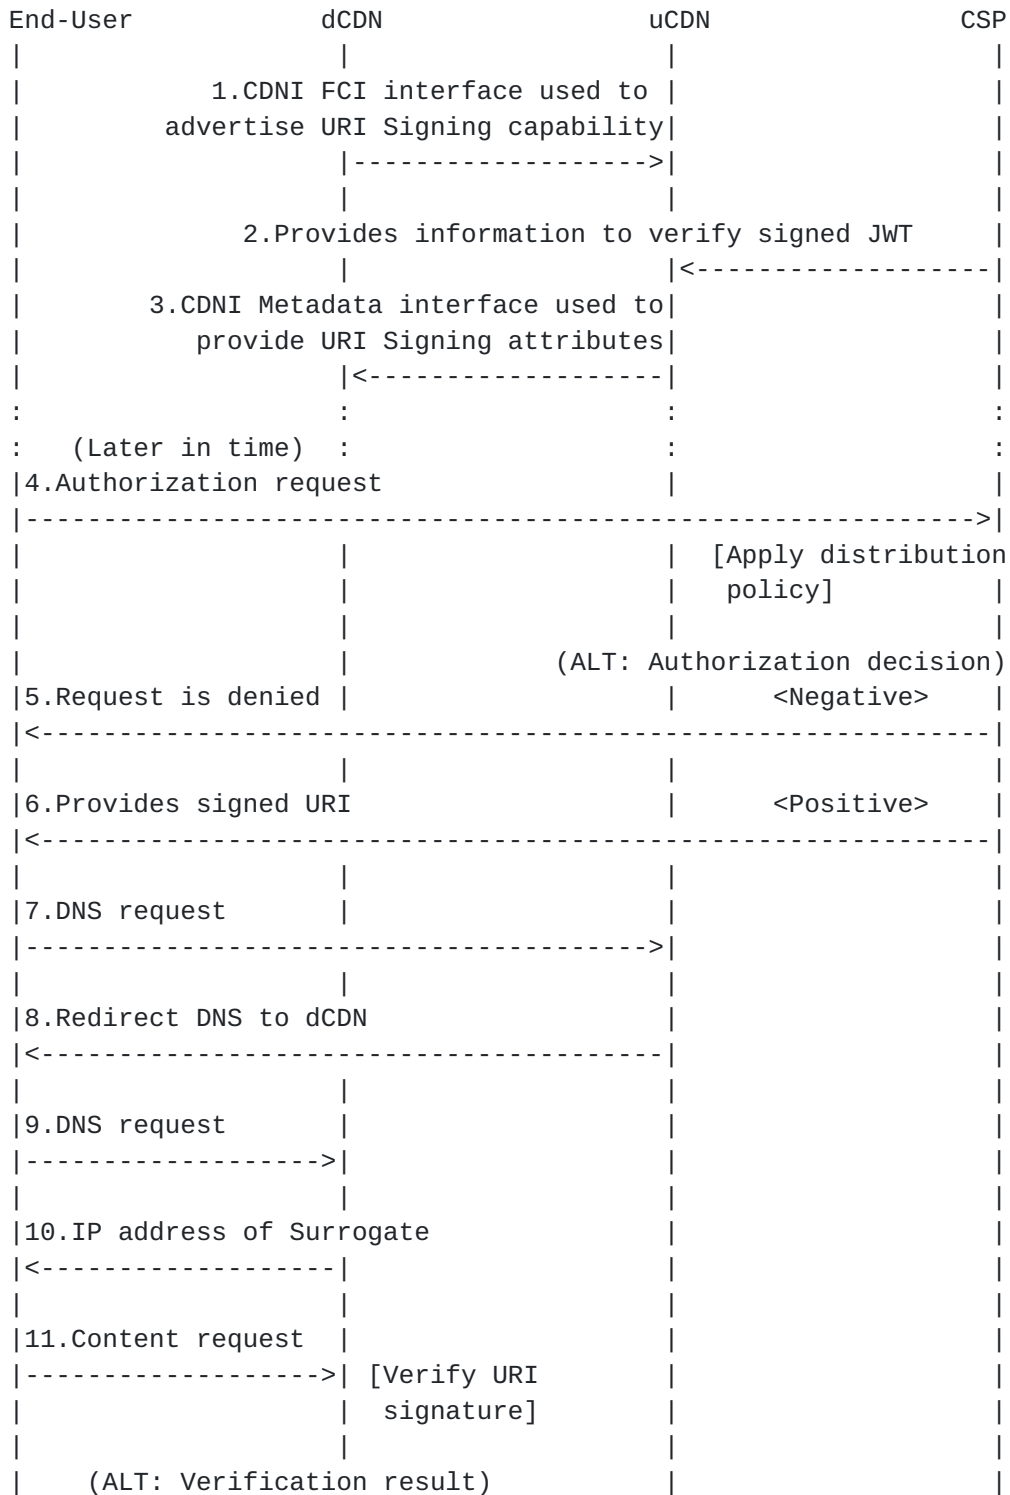 End-User dCDN uCDN CSP
1.CDNI FCI interface used to
advertise URI Signing capability
|------------------->|
2.Provides information to verify signed JWT
|<-------------------|
3.CDNI Metadata interface used to
provide URI Signing attributes
|<-------------------|
: : : :
: (Later in time) : : :
|4.Authorization request | |
|------------------------------------------------------------->|
| | | [Apply distribution
| | | policy] |
| | | |
| | (ALT: Authorization decision)
|5.Request is denied | | <Negative> |
|<-------------------------------------------------------------|
| | | |
|6.Provides signed URI | <Positive> |
|<-------------------------------------------------------------|
| | | |
|7.DNS request | | |
|---------------------------------------->| |
| | | |
|8.Redirect DNS to dCDN | |
|<----------------------------------------| |
| | | |
|9.DNS request | | |
|------------------->| | |
| | | |
|10.IP address of Surrogate | |
|<-------------------| | |
| | | |
|11.Content request | | |
|------------------->| [Verify URI | |
| | signature] | |
| | | |
| (ALT: Verification result) | |